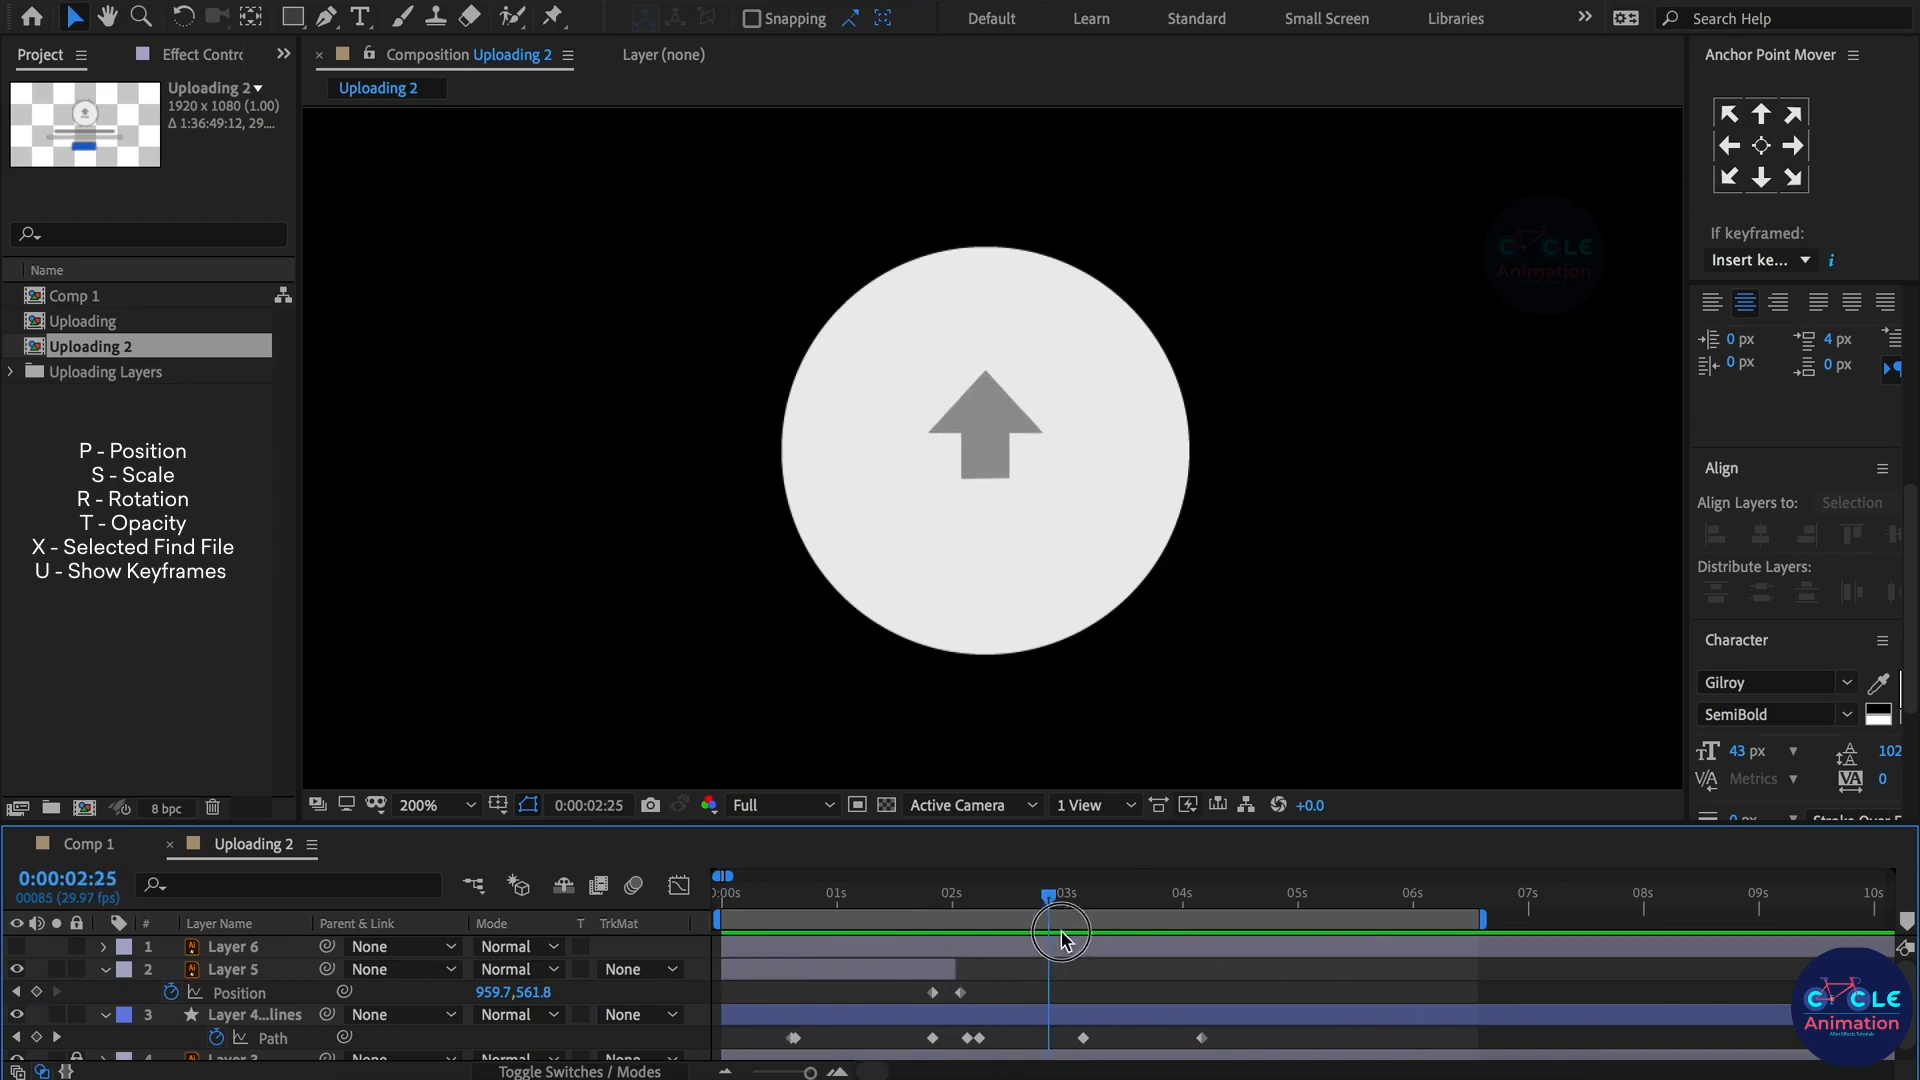 Snapping
Default
Learn
Standard
Small Screen
Libraries
Search Help
Project
Effect Contr
Composition Uploading 2
Layer (none)
Anchor Point Mover
Uploading 2
1920 x 1080 (1.00)
Δ 1:36:49:12, 29....
Uploading 2
If keyframed:
Insert ke...
Name
Comp 1
Uploading
Uploading 2
Uploading Layers
P - Position
S - Scale
R - Rotation
T - Opacity
X - Selected Find File
U - Show Keyframes
CYCLE
Animation
0 px
4 px
0 px
0 px
Align
Align Layers to:
Selection
Distribute Layers:
Character
Gilroy
SemiBold
43 px
102
Metrics
0
8 bpc
200%
0:00:02:25
Full
Active Camera
1 View
+0.0
Comp 1
Uploading 2
0:00:02:25
00085 (29.97 fps)
:00s
01s
02s
03s
04s
05s
06s
07s
08s
09s
10s
#
Layer Name
Parent & Link
Mode
T
TrkMat
1
Layer 6
None
Normal
2
Layer 5
None
Normal
None
Position
959.7,561.8
3
Layer 4...lines
None
Normal
None
Path
Toggle Switches / Modes
CYCLE
Animation